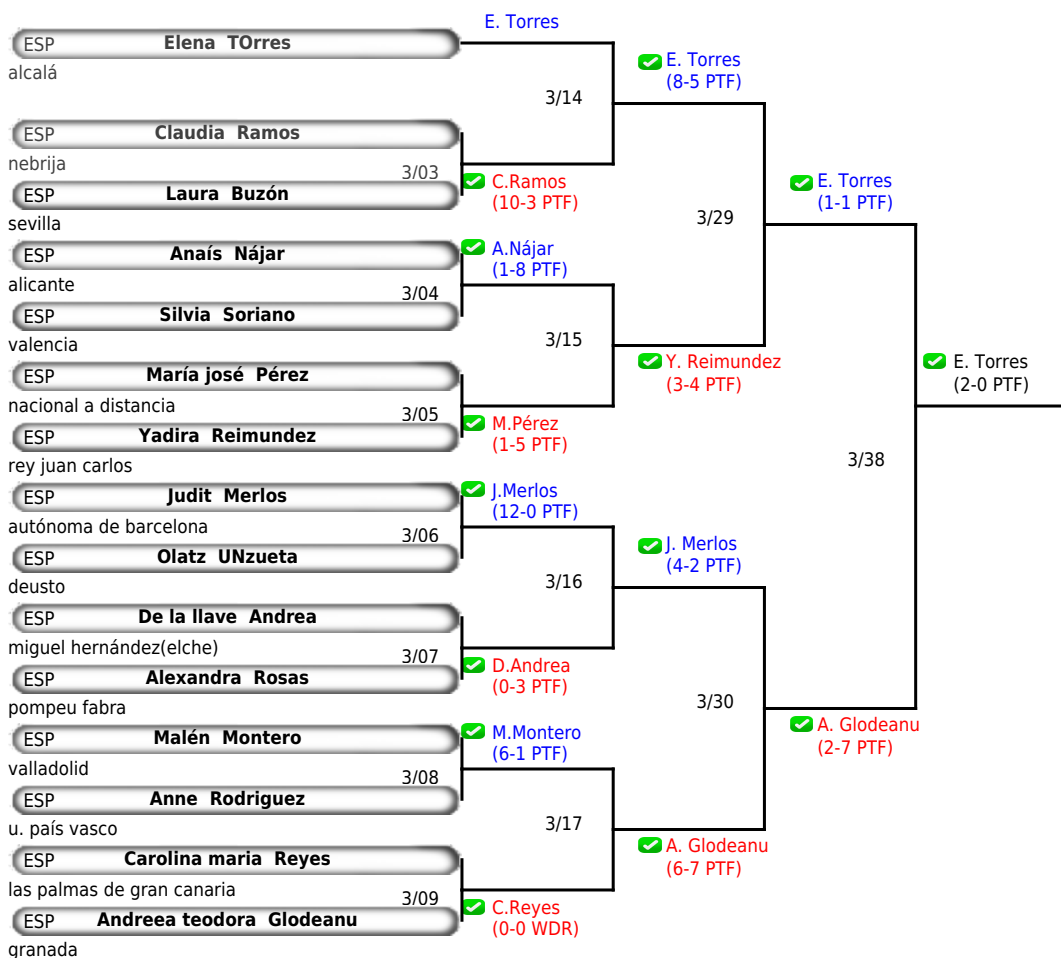 E. Torres
ESP Elena TOrres
alcalá
E. Torres
(8-5 PTF)
3/14
ESP Claudia Ramos
nebrija
3/03
C.Ramos
(10-3 PTF)
ESP Laura Buzón
sevilla
E. Torres
(1-1 PTF)
3/29
ESP Anaís Nájar
alicante
A.Nájar
(1-8 PTF)
3/04
ESP Silvia Soriano
valencia
3/15
ESP María josé Pérez
nacional a distancia
Y. Reimundez
(3-4 PTF)
E. Torres
(2-0 PTF)
3/05
M.Pérez
(1-5 PTF)
ESP Yadira Reimundez
rey juan carlos
3/38
ESP Judit Merlos
autónoma de barcelona
J.Merlos
(12-0 PTF)
3/06
ESP Olatz UNzueta
deusto
J. Merlos
(4-2 PTF)
3/16
ESP De la llave Andrea
miguel hernández(elche)
3/07
D.Andrea
(0-3 PTF)
ESP Alexandra Rosas
pompeu fabra
3/30
A. Glodeanu
(2-7 PTF)
ESP Malén Montero
valladolid
M.Montero
(6-1 PTF)
3/08
ESP Anne Rodriguez
u. país vasco
3/17
ESP Carolina maria Reyes
las palmas de gran canaria
A. Glodeanu
(6-7 PTF)
3/09
C.Reyes
(0-0 WDR)
ESP Andreea teodora Glodeanu
granada